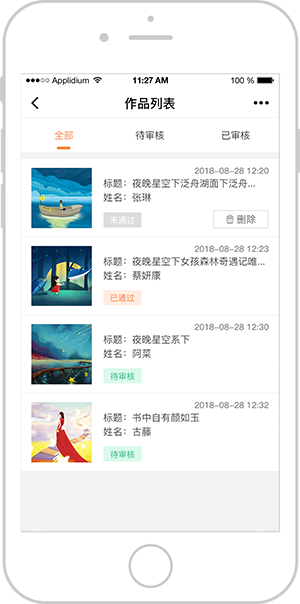 Applidium
11:27 AM
100 %
作品列表
全部
待审核
已审核
2018-08-28 12:20
标题：夜晚星空下泛舟湖面下泛舟...
姓名：张琳
未通过
删除
2018-08-28 12:23
标题：夜晚星空下女孩森林奇遇记唯...
姓名：蔡妍康
已通过
2018-08-28 12:30
标题：夜晚星空系下
姓名：阿菜
待审核
2018-08-28 12:32
标题：书中自有颜如玉
姓名：古藤
待审核